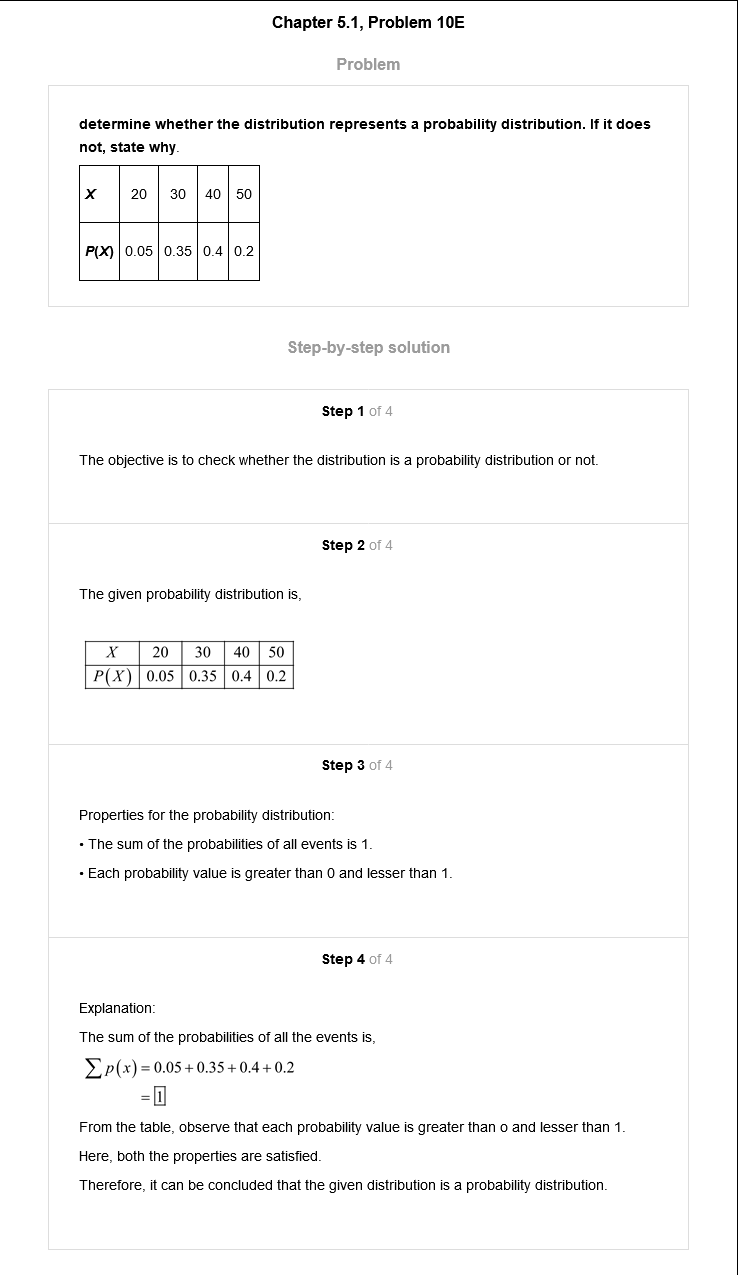 Chapter 5.1, Problem 10E
Problem
determine whether the distribution represents a probability distribution. If it does
not, state why.
X 20 30 40 50
P(X) 0.05 0.35 0.4 0.2
Step-by-step solution
Step 1 of 4
The objective is to check whether the distribution is a probability distribution or not.
Step 2 of 4
The given probability distribution is,
X 20 30 40 50
P(X) 0.05 0.35 0.4 0.2
Step 3 of 4
Properties for the probability distribution:
• The sum of the probabilities of all events is 1.
• Each probability value is greater than 0 and lesser than 1.
Step 4 of 4
Explanation:
The sum of the probabilities of all the events is,
∑p(x) = 0.05 + 0.35 + 0.4 + 0.2
= 1
From the table, observe that each probability value is greater than o and lesser than 1.
Here, both the properties are satisfied.
Therefore, it can be concluded that the given distribution is a probability distribution.